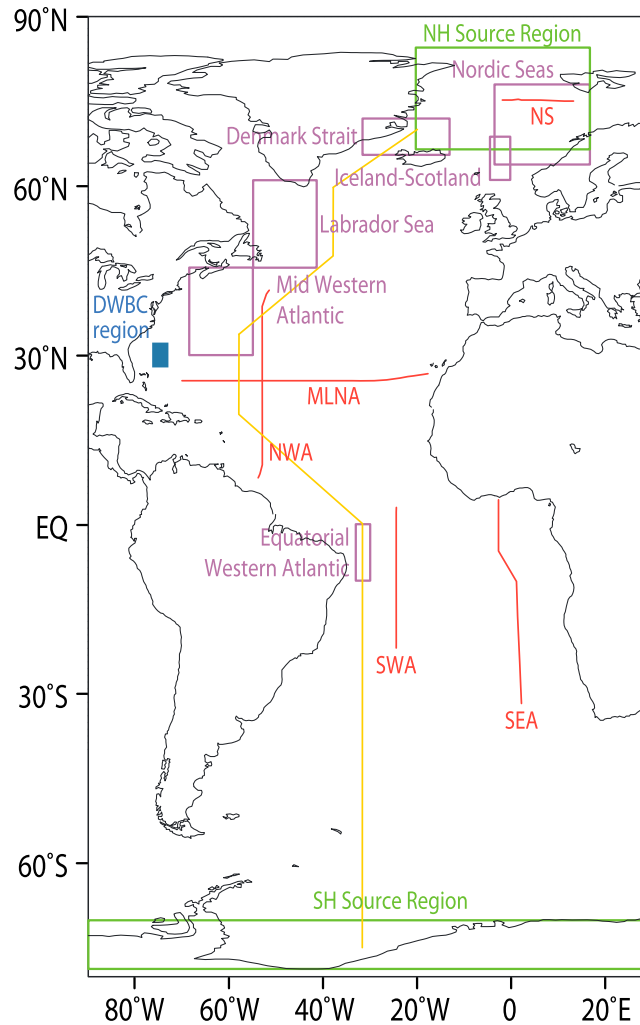 90°N
NH Source Region
Nordic Seas
NS
Denmark Strait
Iceland-Scotland
60°N
Labrador Sea
Mid Western
Atlantic
DWBC
region
30°N
MLNA
NWA
EQ
Equatorial
Western Atlantic
SWA
30°S
SEA
60°S
SH Source Region
80°W 60°W 40°W 20°W 0 20°E